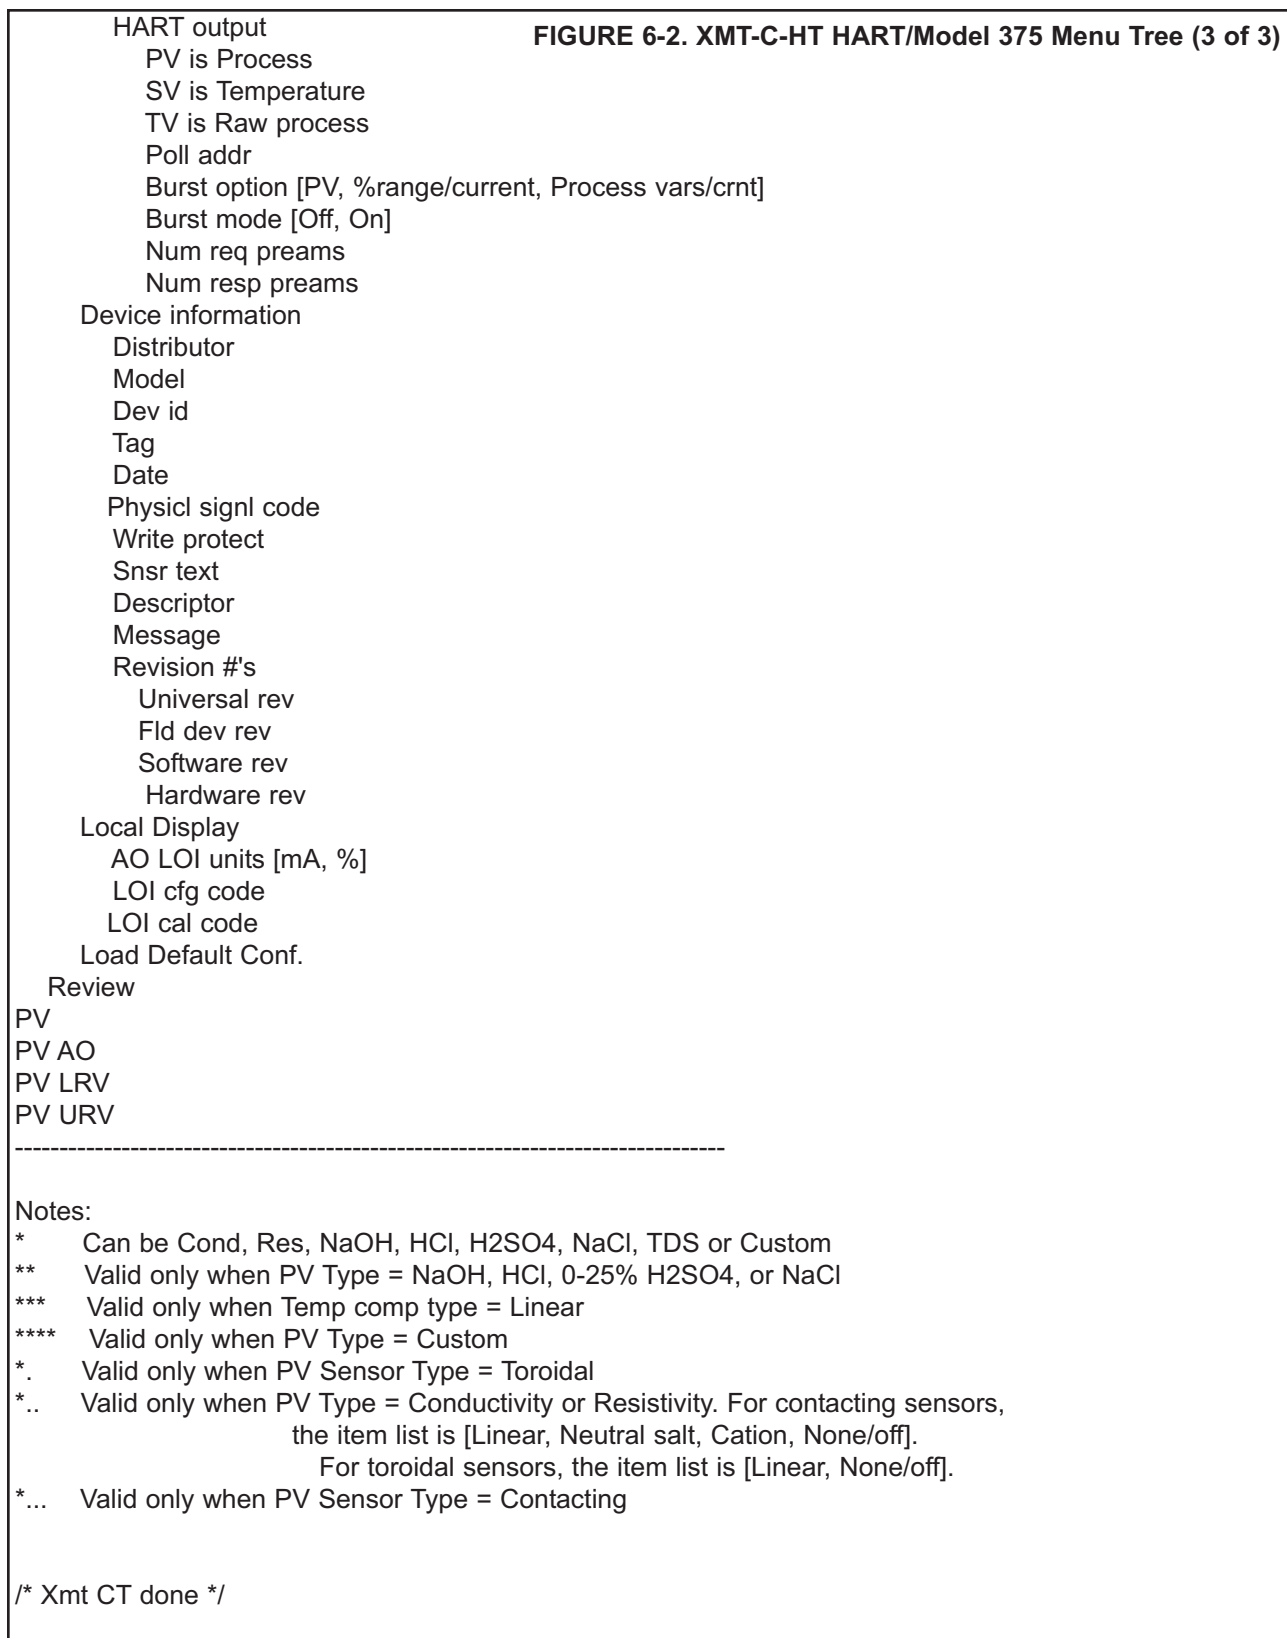 FIGURE 6-2. XMT-C-HT HART/Model 375 Menu Tree (3 of 3)
HART output
PV is Process
SV is Temperature
TV is Raw process
Poll addr
Burst option [PV, %range/current, Process vars/crnt]
Burst mode [Off, On]
Num req preams
Num resp preams
Device information
Distributor
Model
Dev id
Tag
Date
Physicl signl code
Write protect
Snsr text
Descriptor
Message
Revision #'s
Universal rev
Fld dev rev
Software rev
Hardware rev
Local Display
AO LOI units [mA, %]
LOI cfg code
LOI cal code
Load Default Conf.
Review
PV
PV AO
PV LRV
PV URV
--------------------------------------------------------------------------------
Notes:
* Can be Cond, Res, NaOH, HCl, H2SO4, NaCl, TDS or Custom
** Valid only when PV Type = NaOH, HCl, 0-25% H2SO4, or NaCl
*** Valid only when Temp comp type = Linear
**** Valid only when PV Type = Custom
*. Valid only when PV Sensor Type = Toroidal
*.. Valid only when PV Type = Conductivity or Resistivity. For contacting sensors,
the item list is [Linear, Neutral salt, Cation, None/off].
For toroidal sensors, the item list is [Linear, None/off].
*... Valid only when PV Sensor Type = Contacting
/* Xmt CT done */